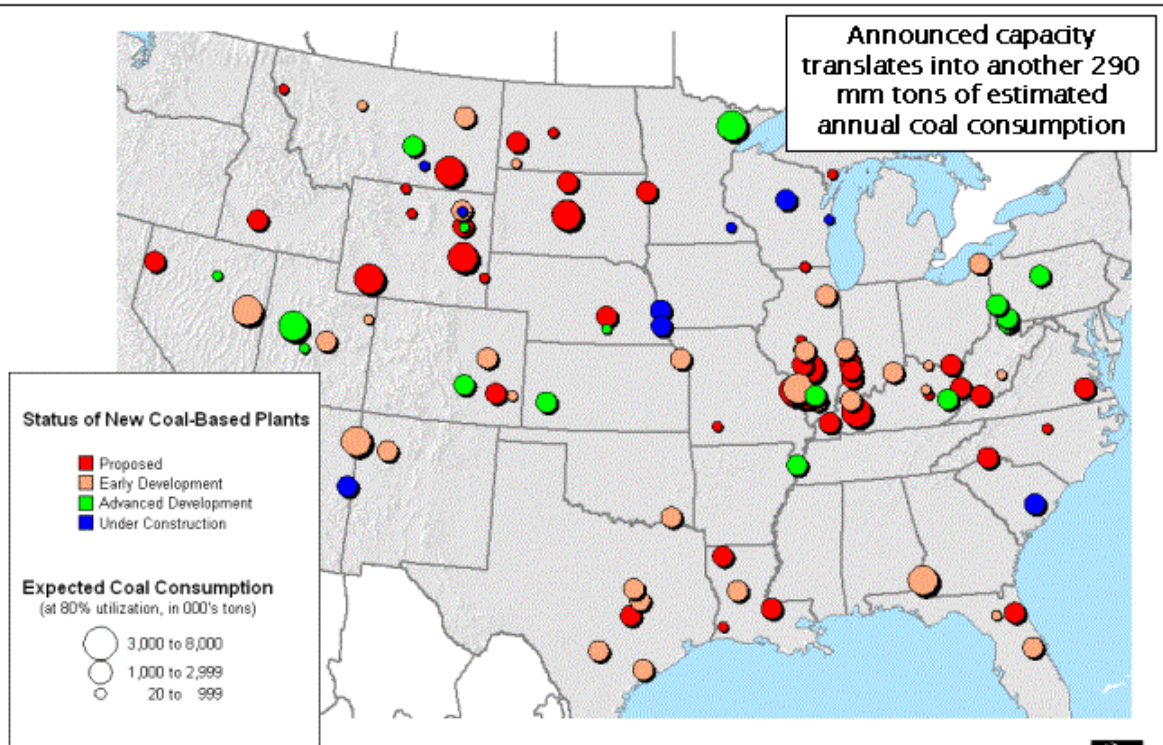 Announced capacity
translates into another 290
mm tons of estimated
annual coal consumption
Status of New Coal-Based Plants
Proposed
Early Development
Advanced Development
Under Construction
Expected Coal Consumption
(at 80% utilization, in 000's tons)
3,000 to 8,000
1,000 to 2,999
20 to 999